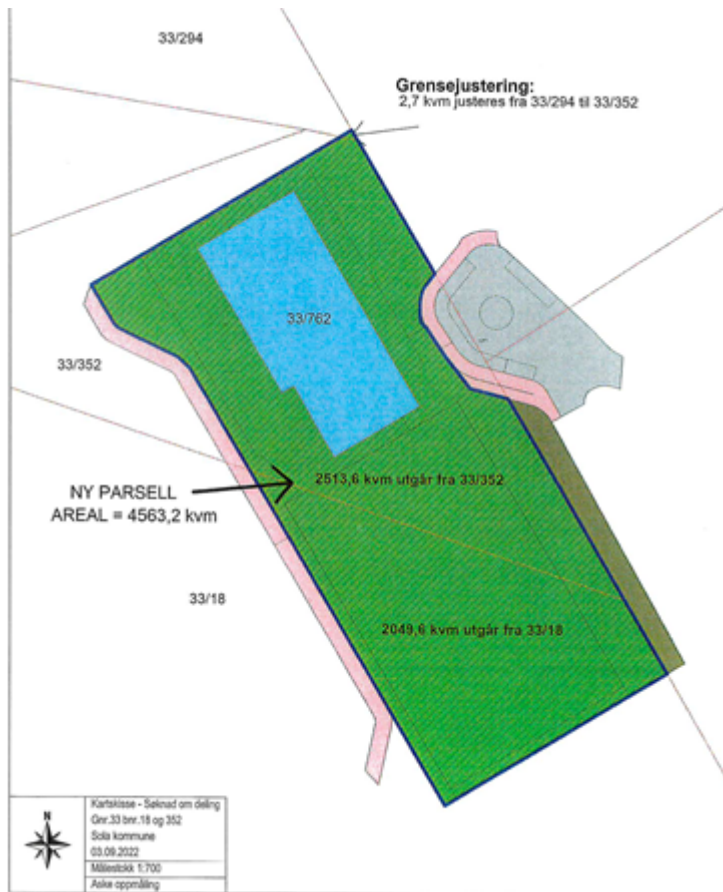 33/294
Grensejustering:
2,7 kvm justeres fra 33/294 til 33/352
33/762
33/352
2513,6 kvm utgår fra 33/352
NY PARSELL
AREAL = 4563,2 kvm
33/18
2049,6 kvm utgår fra 33/18
N
Kartskisse - Søknad om deling
Gnr.33 bnr.18 og 352
Sola kommune
03.09.2022
Målestokk 1:700
Aske oppmåling